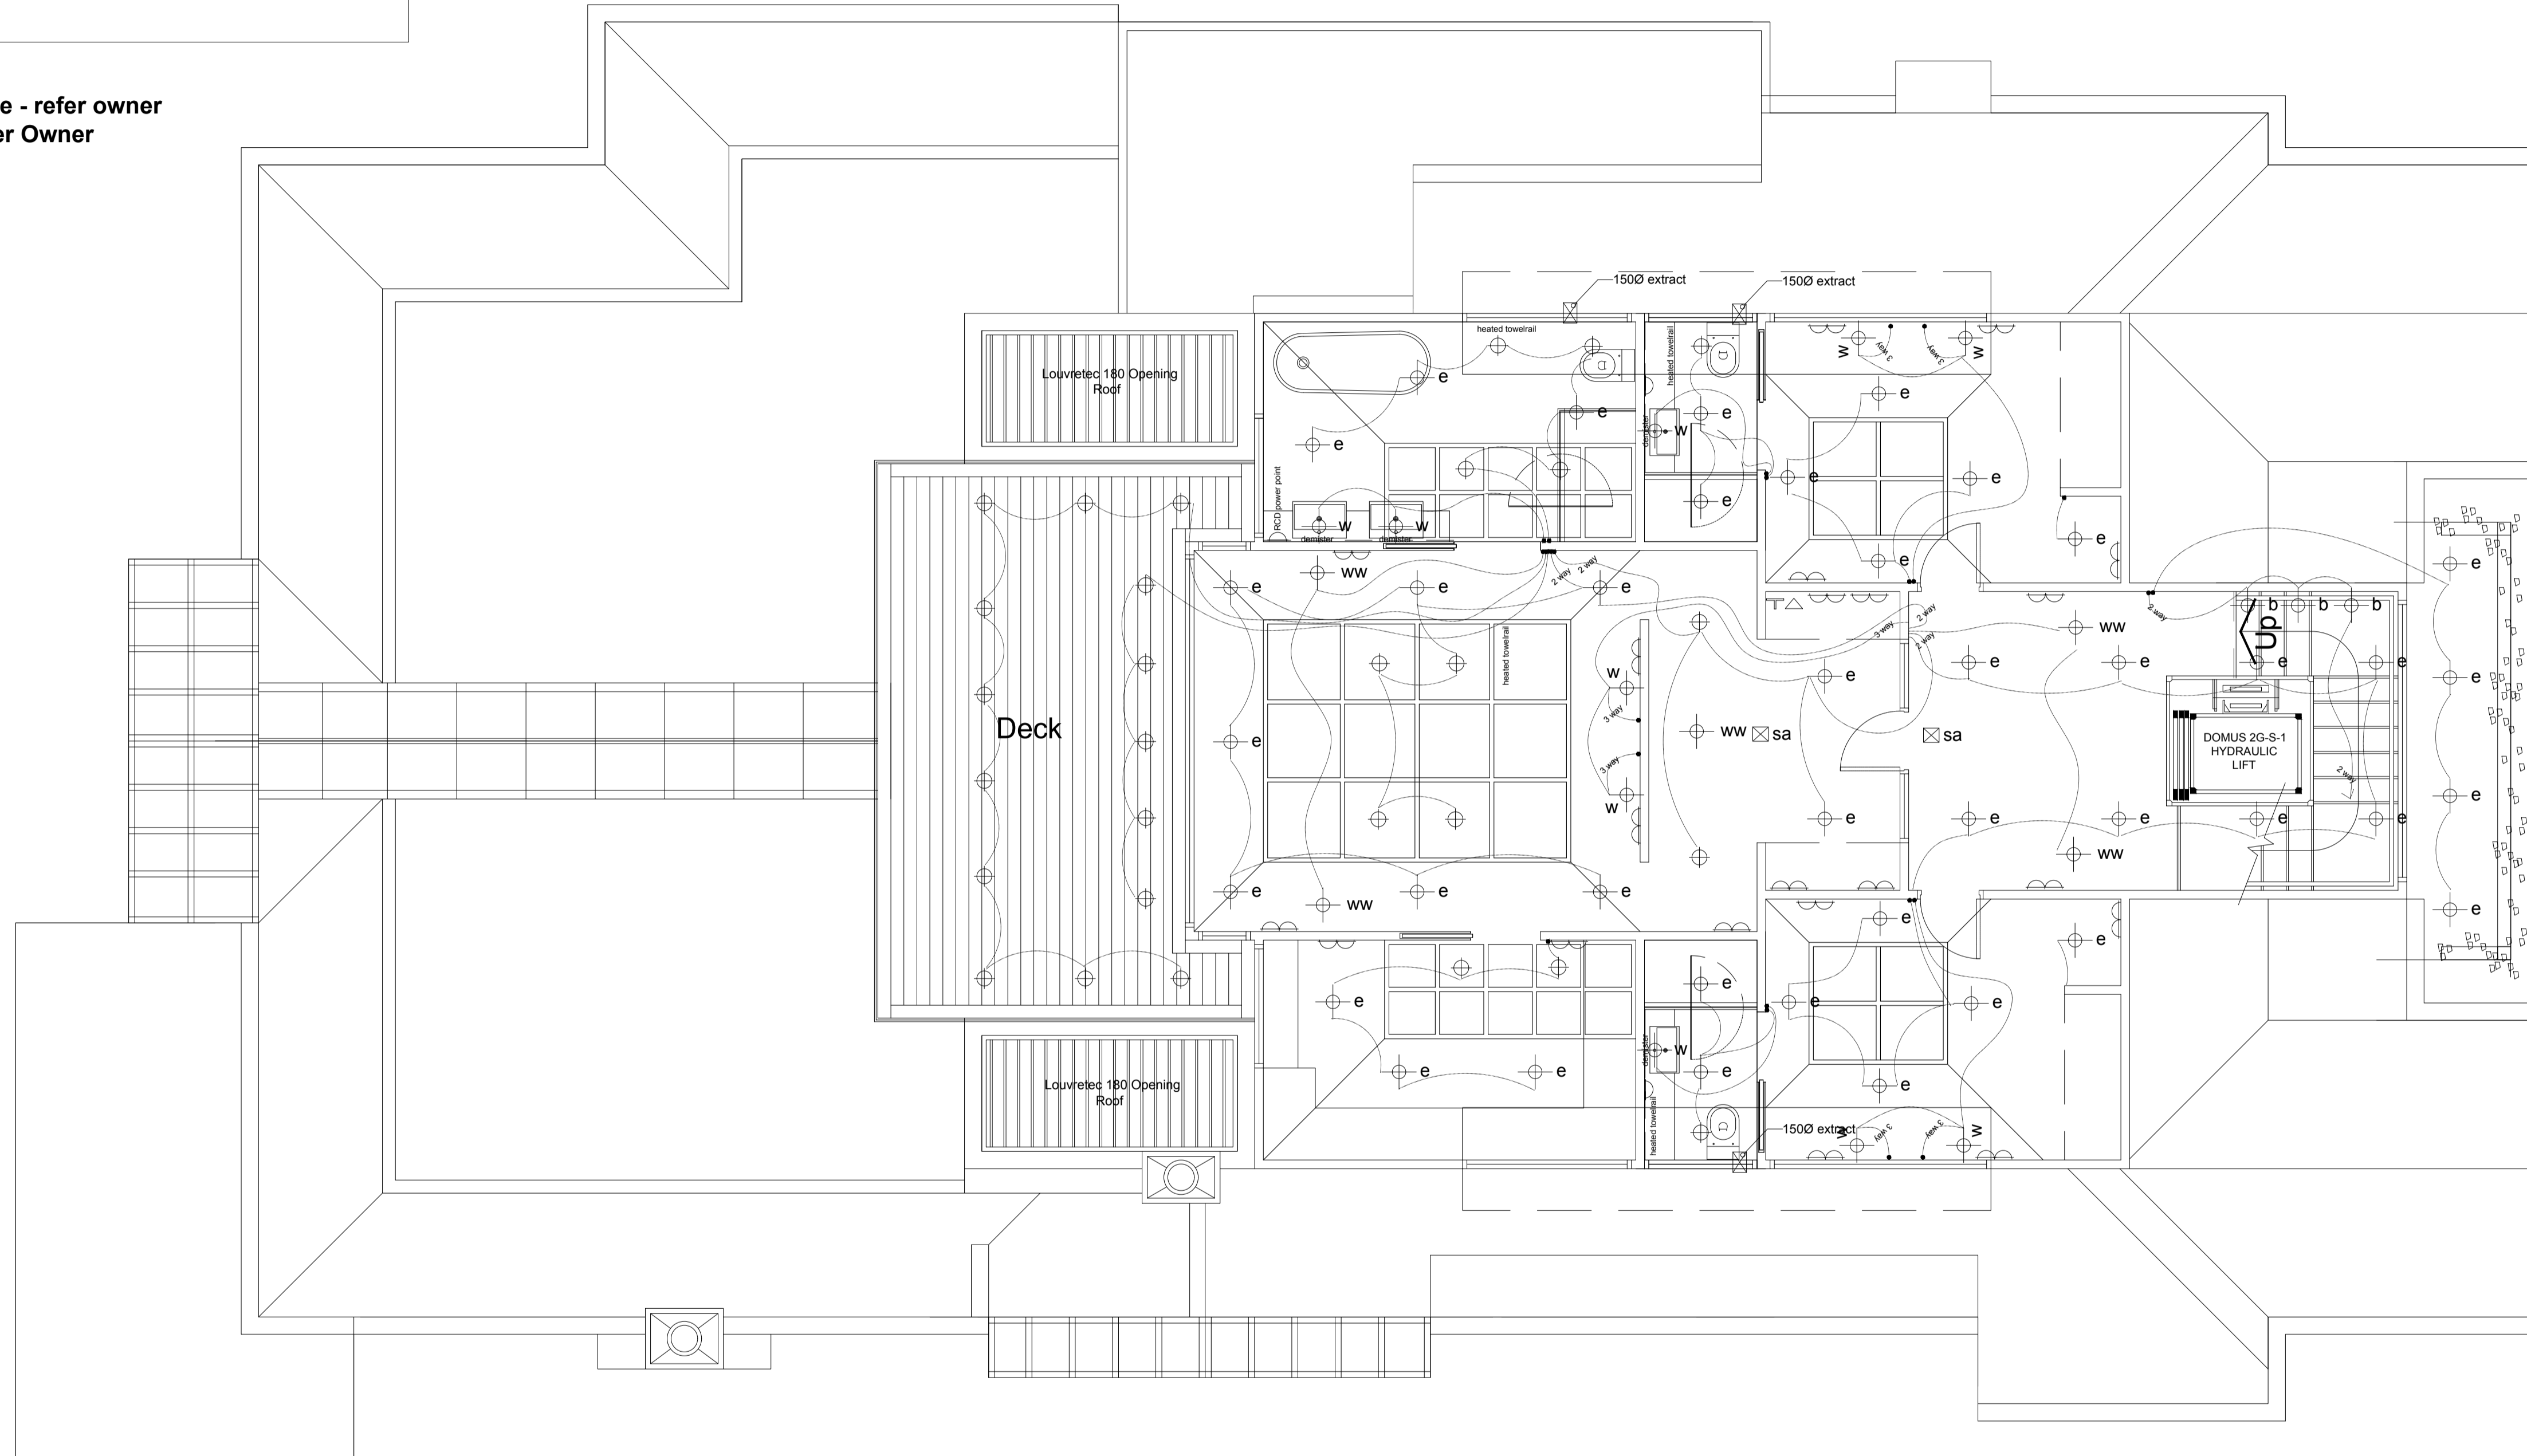 e - refer owner
er Owner
150Ø extract
150Ø extract
heated towelrail
heated towelrail
Louvretec 180 Opening
Roof
3 way
3 way
w
w
e
e
e
e
e
demister
w
e
e
e
e
RCD power point
w
w
demister
demister
e
e
e
ww
e
e
e
2 way
2 way
2 way
3 way
2 way
ww
2 way
b
b
b
Up
heated towelrail
w
3 way
e
e
e
e
e
e
Deck
e
ww
sa
sa
DOMUS 2G-S-1
HYDRAULIC
LIFT
3 way
w
2 way
e
e
e
e
e
e
ww
e
e
e
ww
e
e
e
e
e
e
e
e
demister
w
e
e
e
e
Louvretec 180 Opening
Roof
heated towelrail
150Ø extract
w
3 way
3 way
w